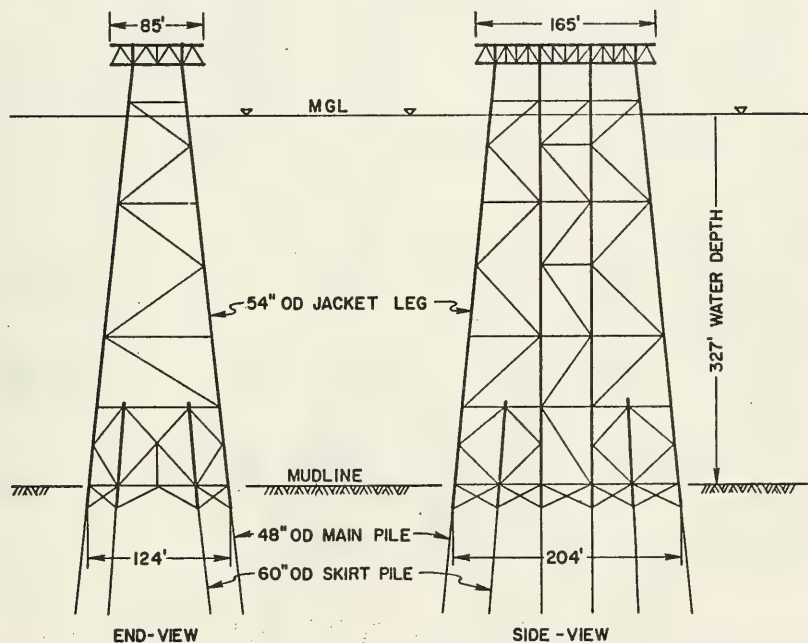 85'
165'
MGL
54" OD JACKET LEG
327' WATER DEPTH
MUDLINE
48" OD MAIN PILE
124'
204'
60" OD SKIRT PILE
END-VIEW
SIDE-VIEW